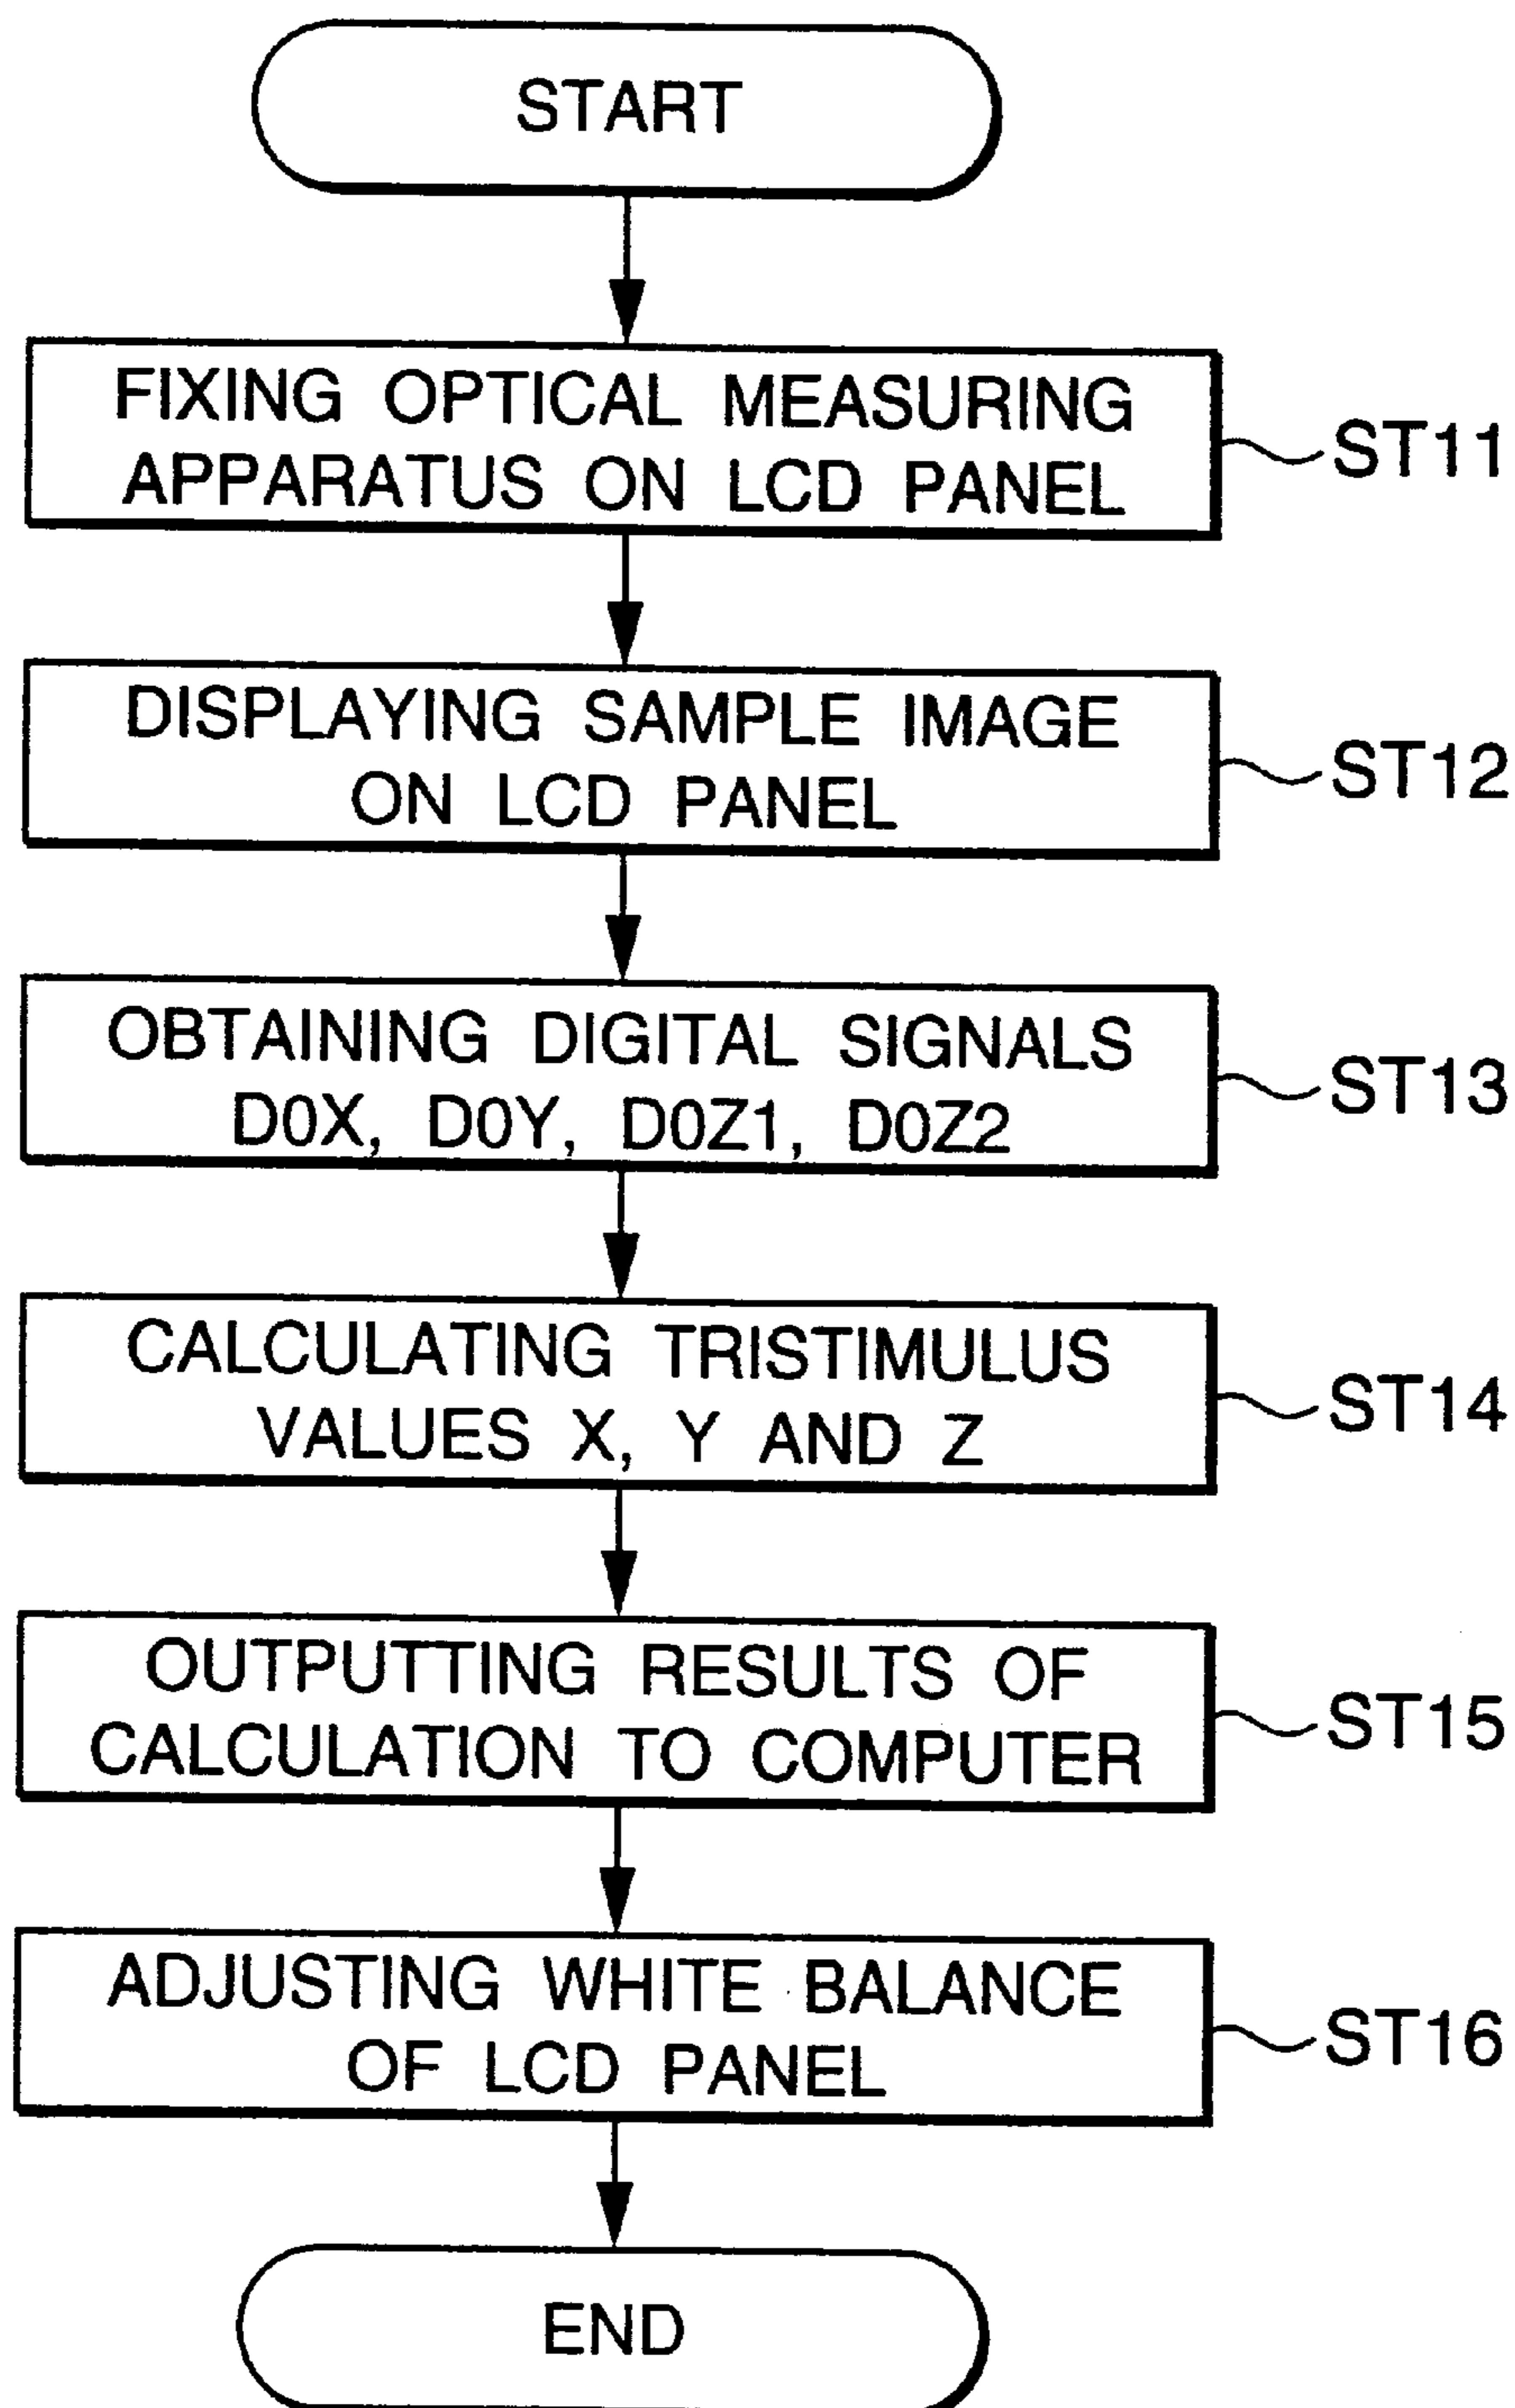 START
FIXING OPTICAL MEASURING
APPARATUS ON LCD PANEL
ST11
DISPLAYING SAMPLE IMAGE
ON LCD PANEL
ST12
OBTAINING DIGITAL SIGNALS
D0X, D0Y, D0Z1, D0Z2
ST13
CALCULATING TRISTIMULUS
VALUES X, Y AND Z
ST14
OUTPUTTING RESULTS OF
CALCULATION TO COMPUTER
ST15
ADJUSTING WHITE BALANCE
OF LCD PANEL
ST16
END